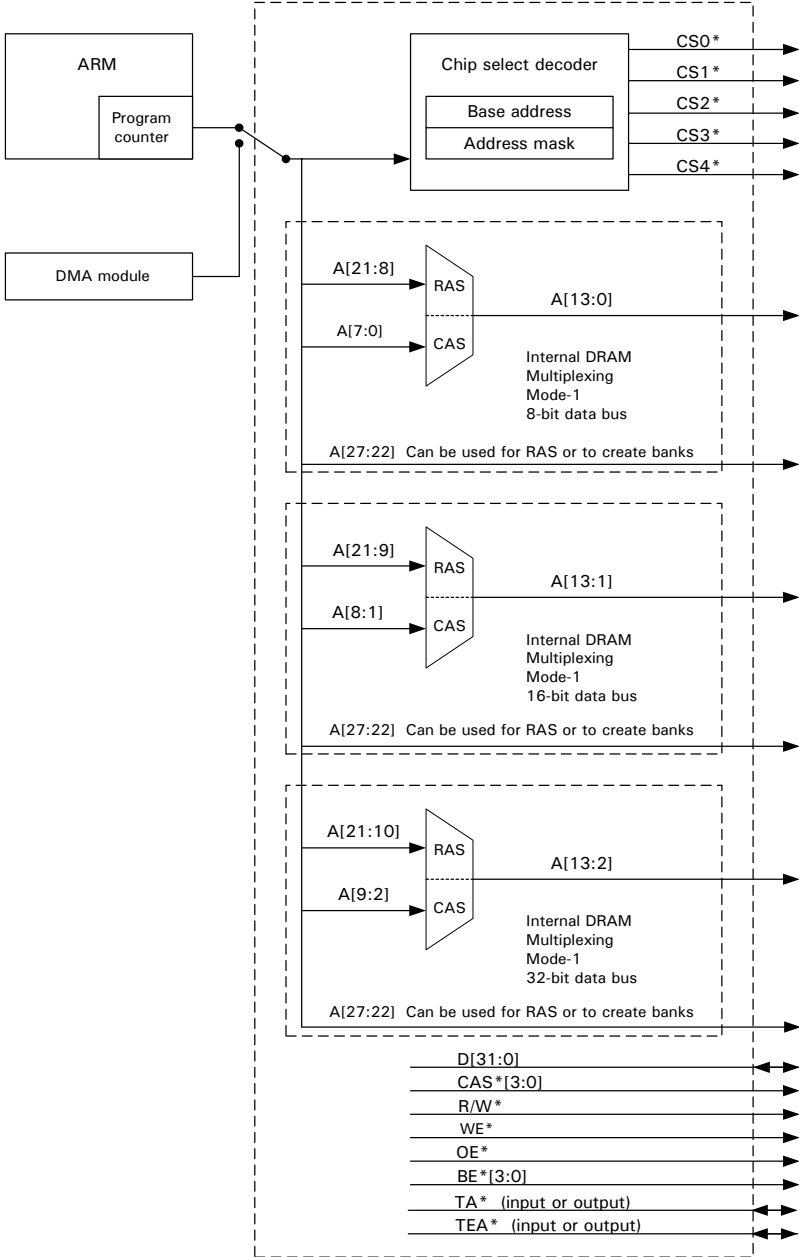 ARM
Program
counter
DMA module
Chip select decoder
Base address
Address mask
CS0*
CS1*
CS2*
CS3*
CS4*
A[21:8]
A[7:0]
RAS
CAS
A[13:0]
Internal DRAM
Multiplexing
Mode-1
8-bit data bus
A[27:22] Can be used for RAS or to create banks
A[21:9]
A[8:1]
RAS
CAS
A[13:1]
Internal DRAM
Multiplexing
Mode-1
16-bit data bus
A[27:22] Can be used for RAS or to create banks
A[21:10]
A[9:2]
RAS
CAS
A[13:2]
Internal DRAM
Multiplexing
Mode-1
32-bit data bus
A[27:22] Can be used for RAS or to create banks
D[31:0]
CAS*[3:0]
R/W*
WE*
OE*
BE*[3:0]
TA* (input or output)
TEA* (input or output)